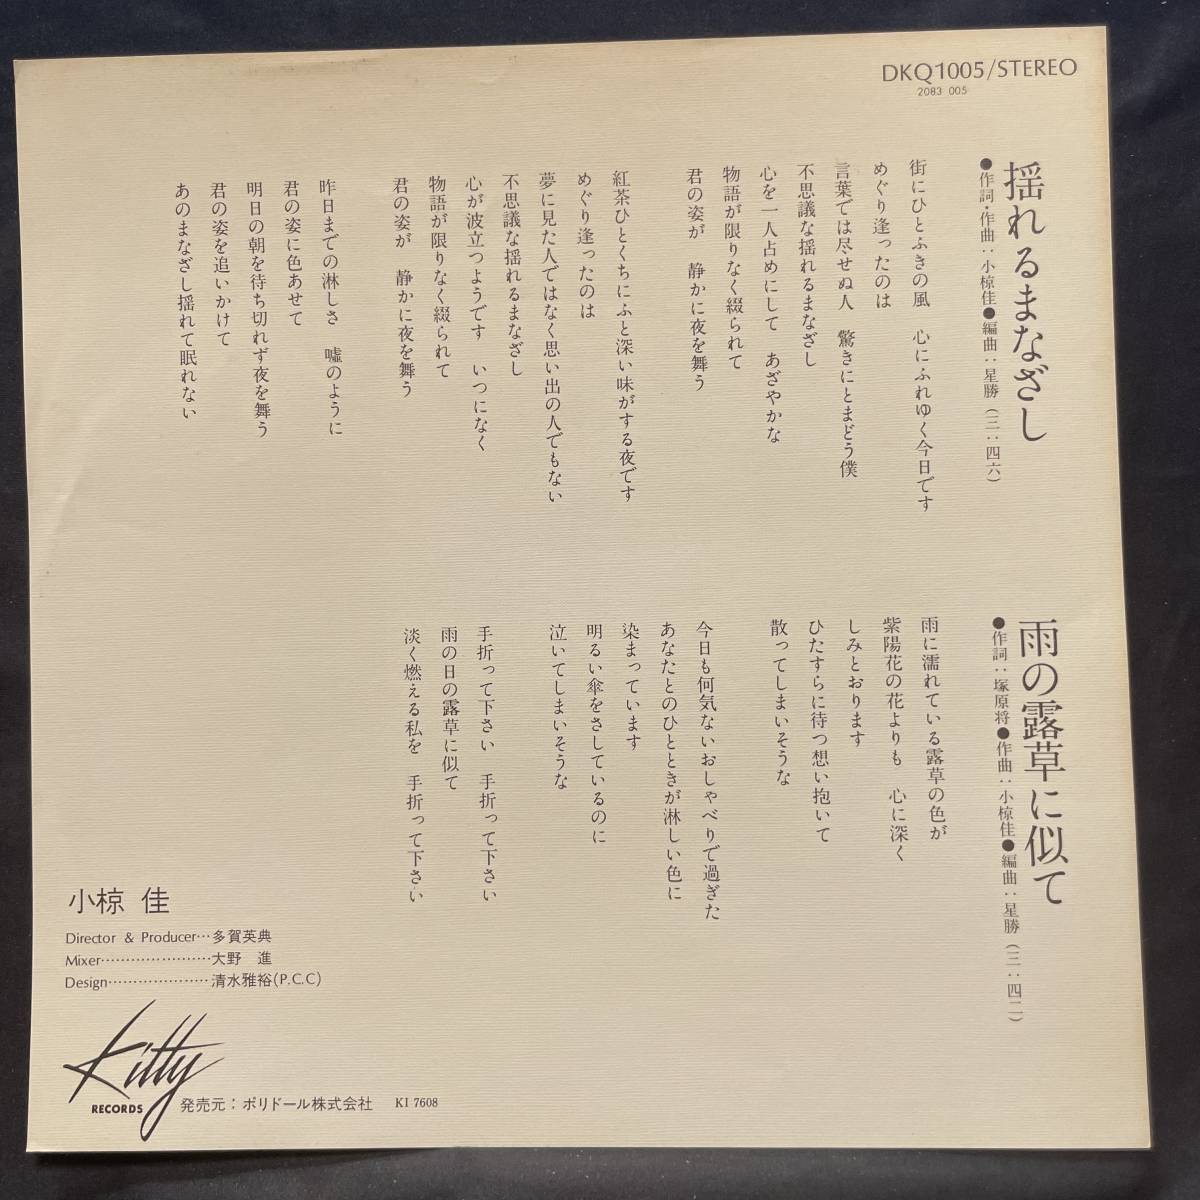 DKQ1005/STEREO
2083 005
揺れるまなざし
●作詞・作曲:小椋佳●編曲:星勝(三:四六)
街にひとふきの風 心にふれゆく今日です
めぐり逢ったのは
言葉では尽せぬ人 驚きにとまどう僕
不思議な揺れるまなざし
心を一人占めにして あざやかな
物語が限りなく綴られて
君の姿が 静かに夜を舞う
紅茶ひとくちにふと深い味がする夜です
めぐり逢ったのは
夢に見た人ではなく思い出の人でもない
不思議な揺れるまなざし
心が波立つようです いつになく
物語が限りなく綴られて
君の姿が 静かに夜を舞う
昨日までの淋しさ 嘘のように
君の姿に色あせて
明日の朝を待ち切れず夜を舞う
君の姿を追いかけて
あのまなざし揺れて眠れない
雨の露草に似て
●作詞:塚原将●作曲:小椋佳●編曲:星勝(三:四二)
雨に濡れている露草の色が
紫陽花の花よりも 心に深く
しみとおります
ひたすらに待つ想い抱いて
散ってしまいそうな
今日も何気ないおしゃべりで過ぎた
あなたとのひとときが淋しい色に
染まっています
明るい傘をさしているのに
泣いてしまいそうな
手折って下さい 手折って下さい
雨の日の露草に似て
淡く燃える私を 手折って下さい
小椋 佳
Director & Producer…多賀英典
Mixer……………………大野 進
Design…………………清水雅裕(P.C.C)
Kitty
RECORDS 発売元:ポリドール株式会社 KI 7608